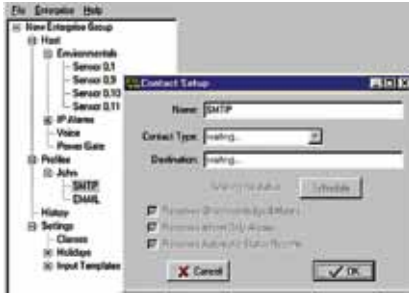 File Enterprise Help
New Enterprise Group
Host
Environmentals
Sensor 0,1
Sensor 0,9
Sensor 0,10
Sensor 0,11
IP Alarms
Voice
Power Gate
Profiles
John
SMTP
EMAIL
History
Settings
Classes
Holidays
Input Templates
Contact Setup
Name: SMTP
Contact Type: waiting...
Destination: waiting...
Schedule
Cancel
OK